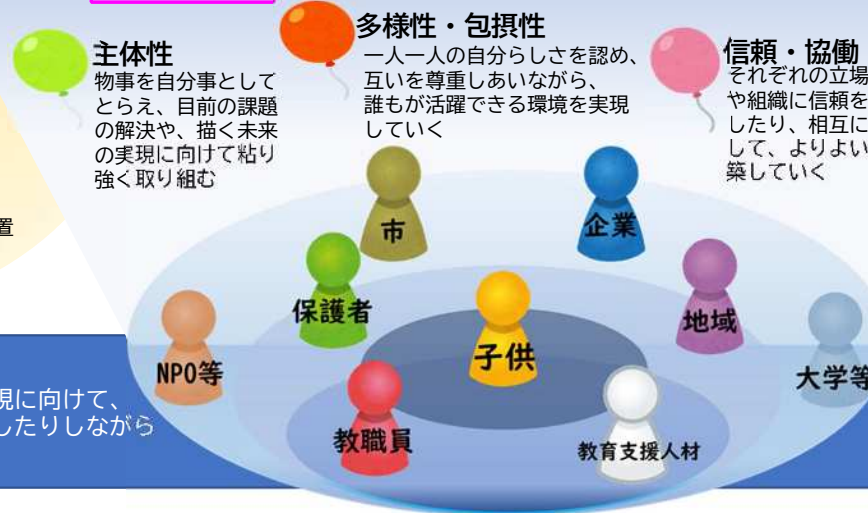 主体性
物事を自分事として
とらえ、目前の課題
の解決や、描く未来
の実現に向けて粘り
強く取り組む
多様性・包摂性
一人一人の自分らしさを認め、
互いを尊重しあいながら、
誰もが活躍できる環境を実現
していく
信頼・協働
それぞれの立場
や組織に信頼を
したり、相互に
して、よりよい
築していく
置
市
企業
保護者
地域
子供
NPO等
大学等
現に向けて、
したりしながら
教職員
教育支援人材